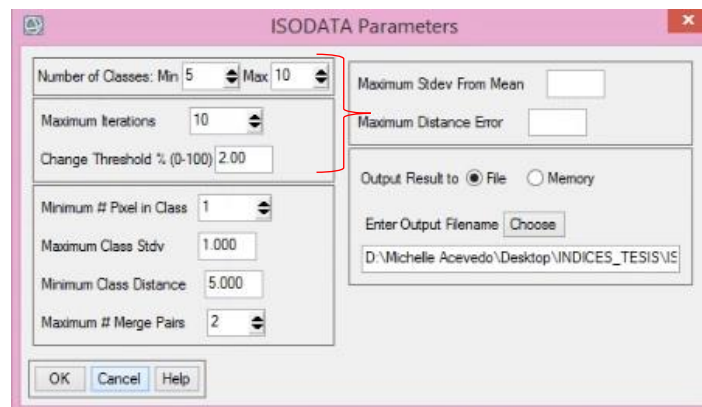 ISODATA Parameters
Number of Classes: Min 5 Max 10
Maximum Iterations 10
Change Threshold % (0-100) 2.00
Minimum # Pixel in Class 1
Maximum Class Stdv 1.000
Minimum Class Distance 5.000
Maximum # Merge Pairs 2
Maximum Stdev From Mean
Maximum Distance Error
Output Result to File Memory
Enter Output Filename Choose
D:\Michelle Acevedo\Desktop\INDICES_TESIS\IS
OK Cancel Help